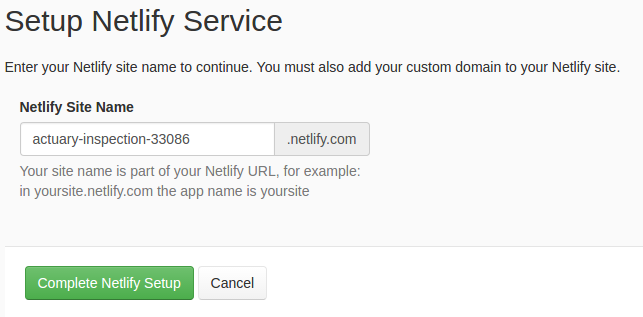 Setup Netlify Service
Enter your Netlify site name to continue. You must also add your custom domain to your Netlify site.
Netlify Site Name
actuary-inspection-33086 .netlify.com
Your site name is part of your Netlify URL, for example:
in yoursite.netlify.com the app name is yoursite
Complete Netlify Setup Cancel